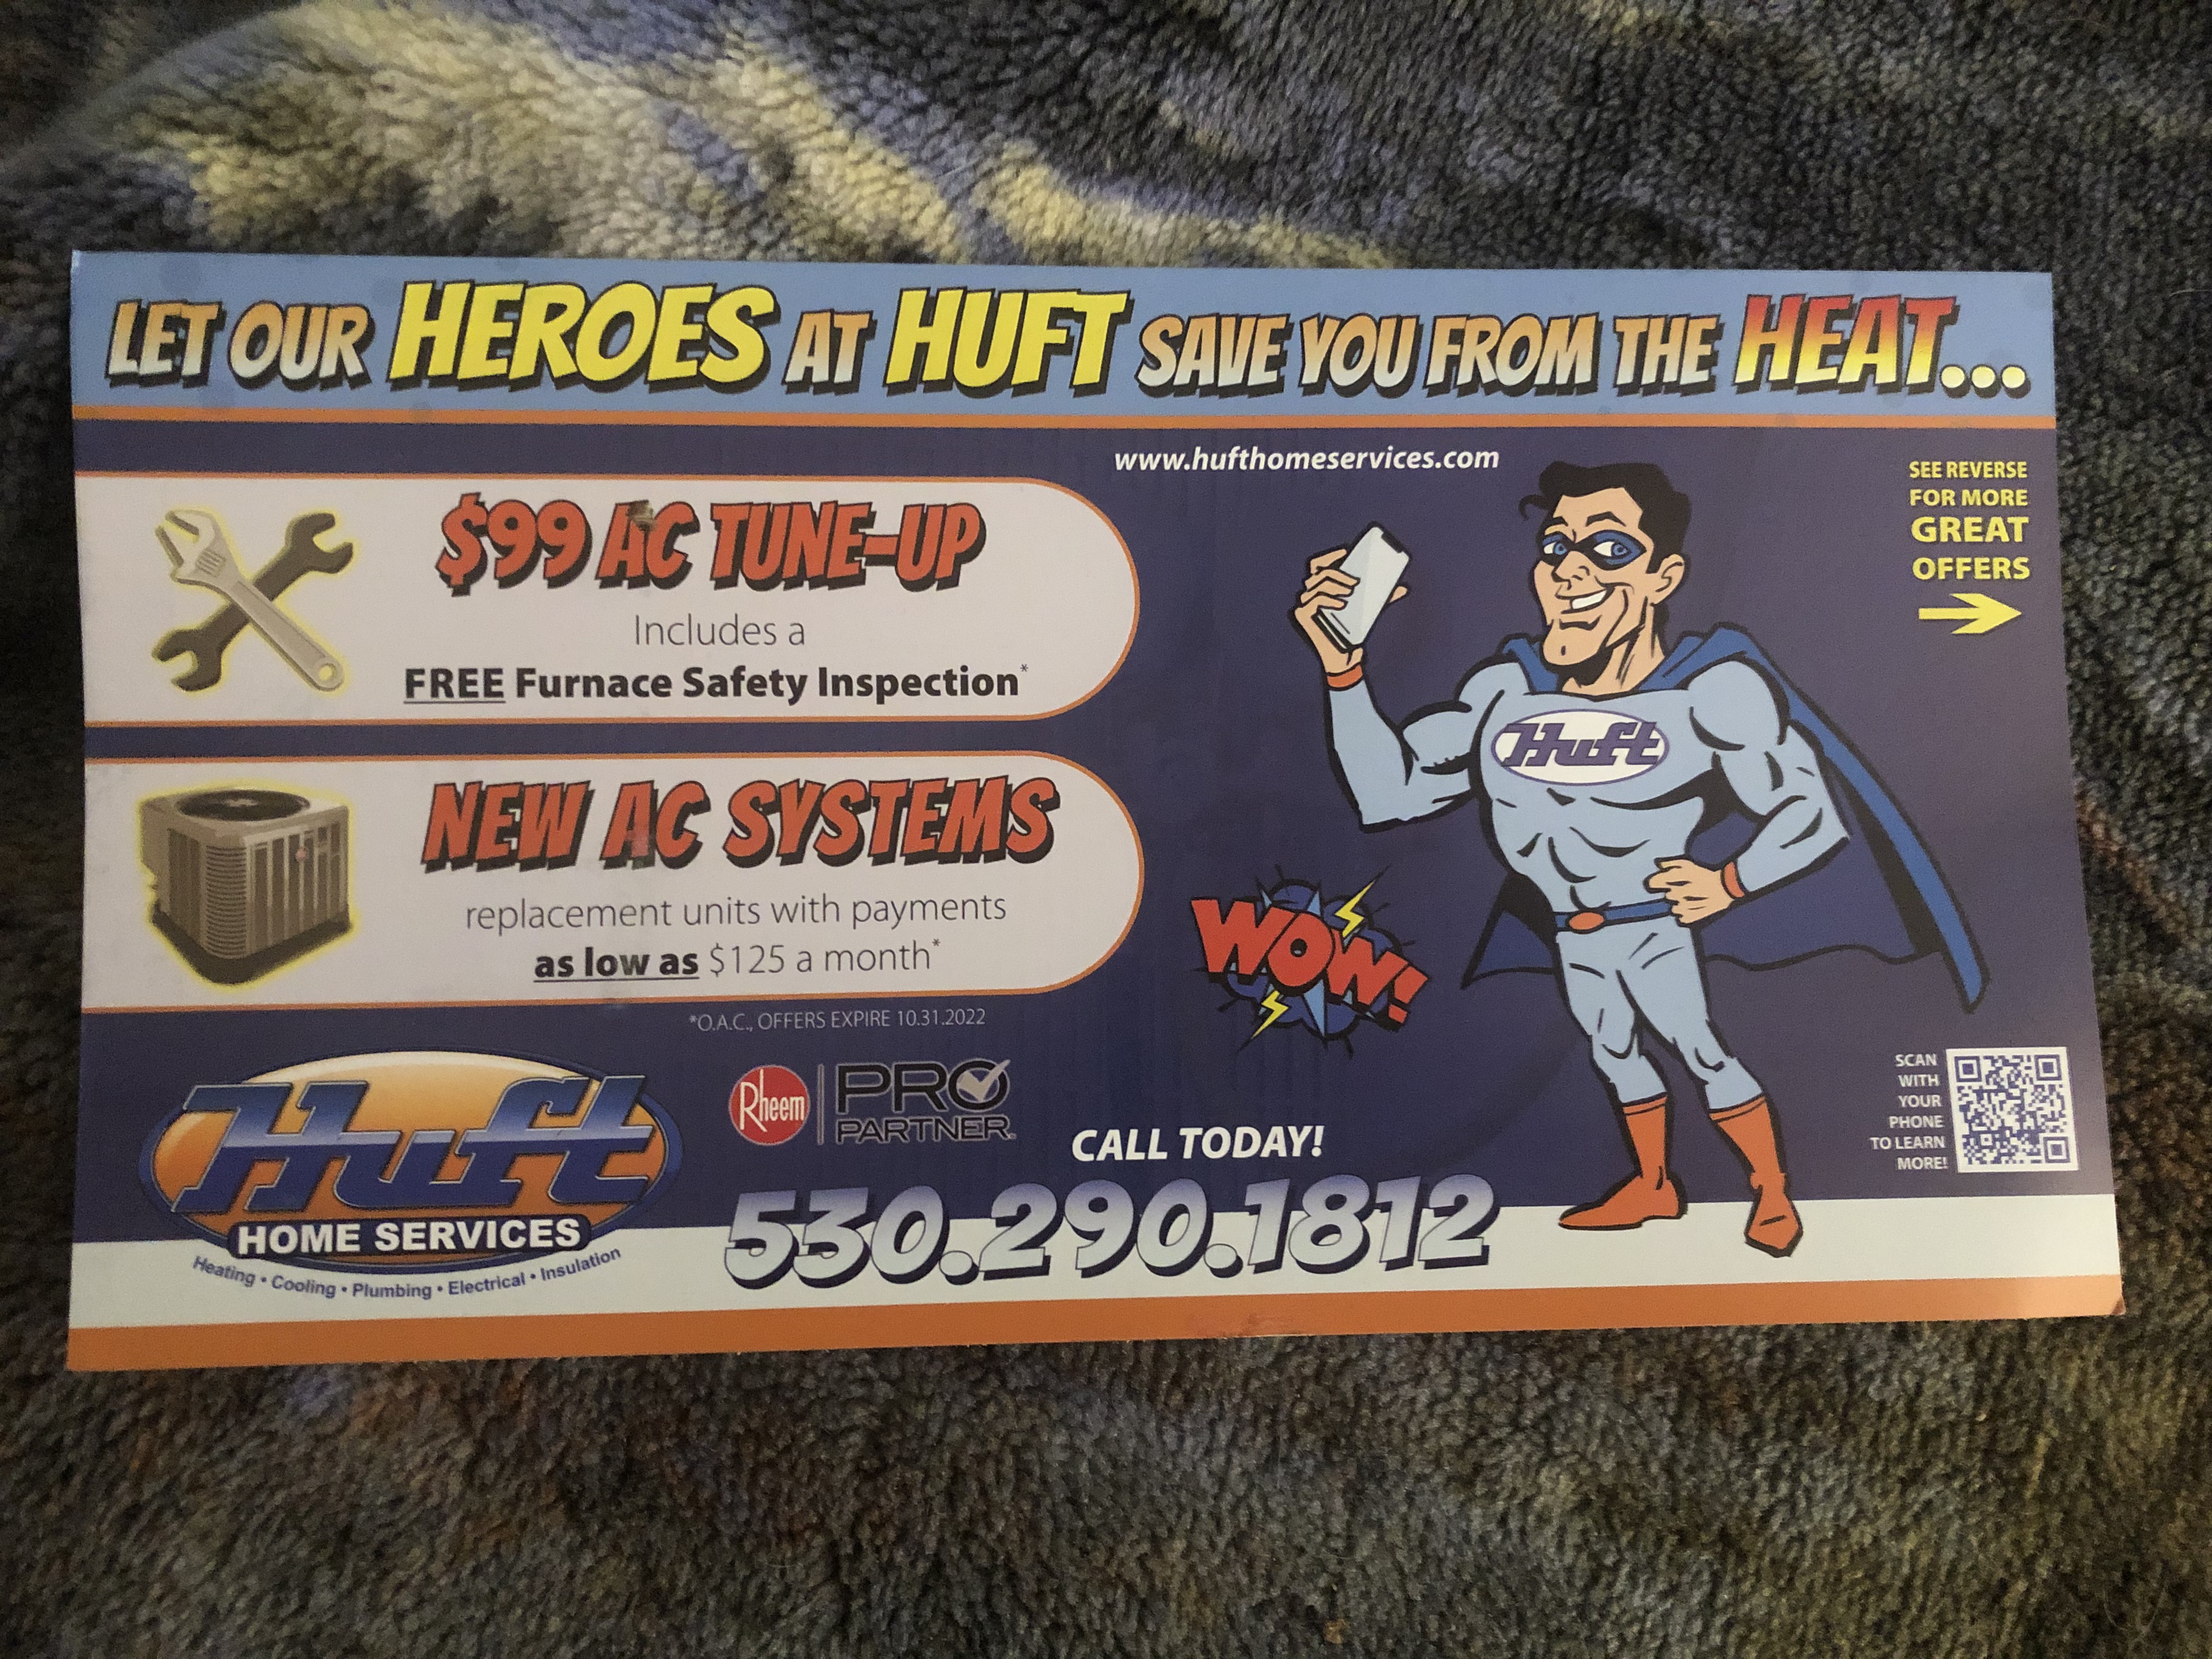 LET OUR HEROES AT HUFT SAVE YOU FROM THE HEAT...
www.hufthomeservices.com
$99 AC TUNE-UP
Includes a
FREE Furnace Safety Inspection*
NEW AC SYSTEMS
replacement units with payments
as low as $125 a month*
*O.A.C., OFFERS EXPIRE 10.31.2022
WOW!
Huft
SEE REVERSE
FOR MORE
GREAT
OFFERS
Huft
HOME SERVICES
Heating • Cooling • Plumbing • Electrical • Insulation
Rheem
PRO
PARTNER
CALL TODAY!
530.290.1812
SCAN
WITH
YOUR
PHONE
TO LEARN
MORE!